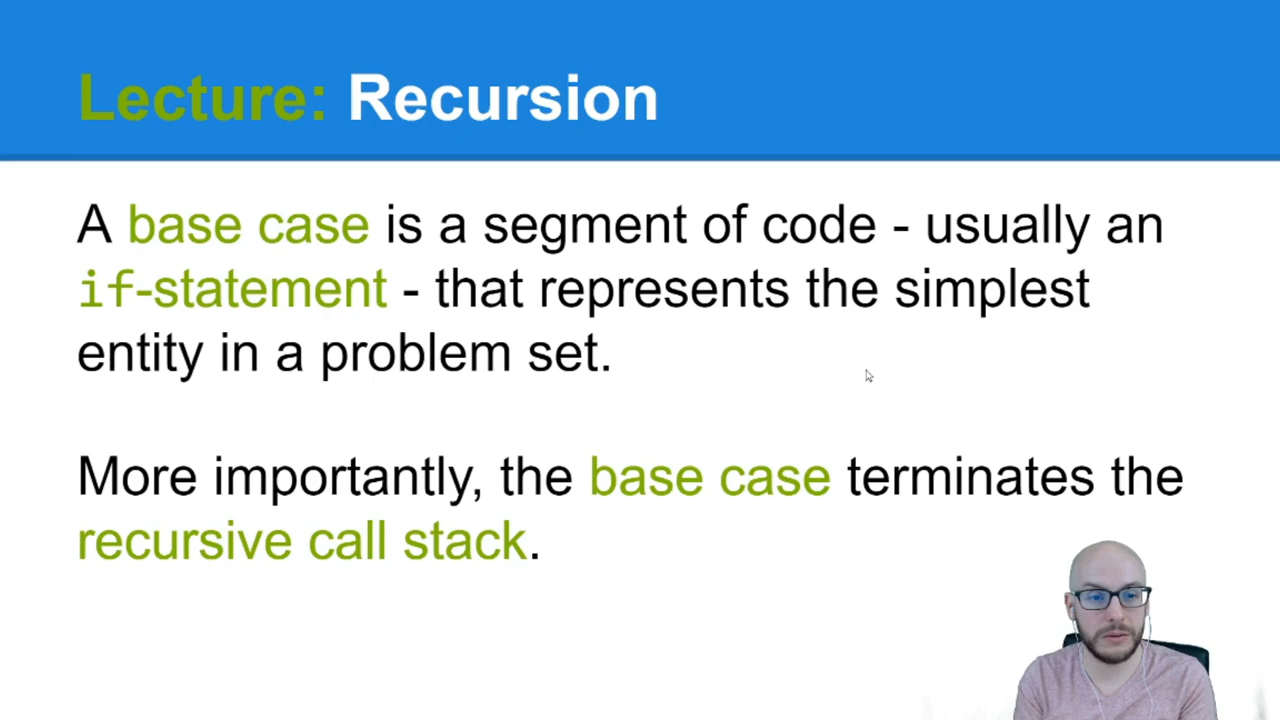 Lecture: Recursion
A base case is a segment of code - usually an
if-statement - that represents the simplest
entity in a problem set.
More importantly, the base case terminates the
recursive call stack.